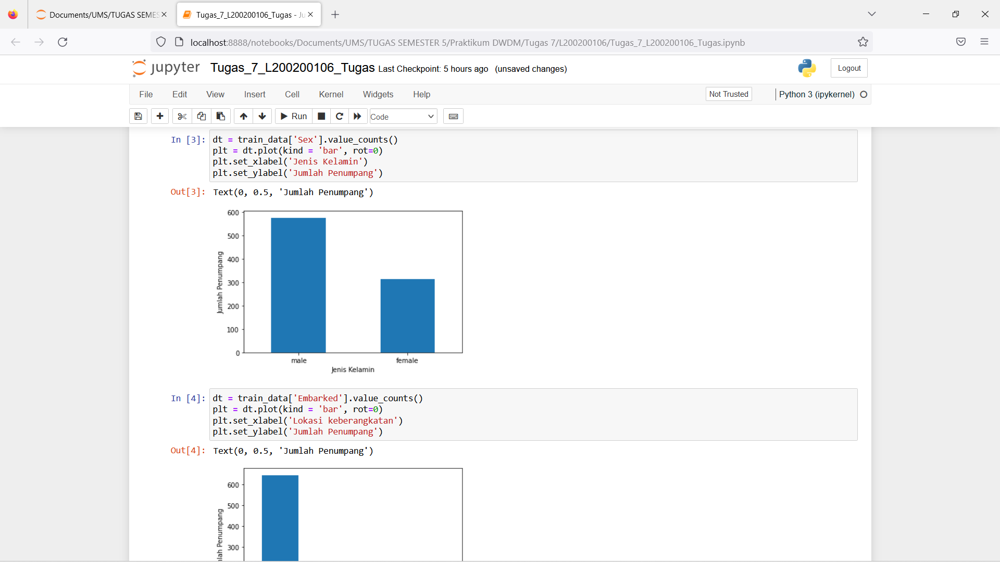 Documents/UMS/TUGAS SEMES
Tugas_7_L200200106_Tugas - Ju
localhost:8888/notebooks/Documents/UMS/TUGAS SEMESTER 5/Praktikum DWDM/Tugas 7/L200200106/Tugas_7_L200200106_Tugas.ipynb
jupyter Tugas_7_L200200106_Tugas Last Checkpoint: 5 hours ago (unsaved changes)
Logout
File Edit View Insert Cell Kernel Widgets Help
Not Trusted
Python 3 (ipykernel)
Run
Code
In [3]:
dt = train_data['Sex'].value_counts()
plt = dt.plot(kind = 'bar', rot=0)
plt.set_xlabel('Jenis Kelamin')
plt.set_ylabel('Jumlah Penumpang')
Out[3]: Text(0, 0.5, 'Jumlah Penumpang')
600
500
400
300
200
100
0
Jumlah Penumpang
male female
Jenis Kelamin
In [4]:
dt = train_data['Embarked'].value_counts()
plt = dt.plot(kind = 'bar', rot=0)
plt.set_xlabel('Lokasi keberangkatan')
plt.set_ylabel('Jumlah Penumpang')
Out[4]: Text(0, 0.5, 'Jumlah Penumpang')
600
500
400
300
lah Penumpang